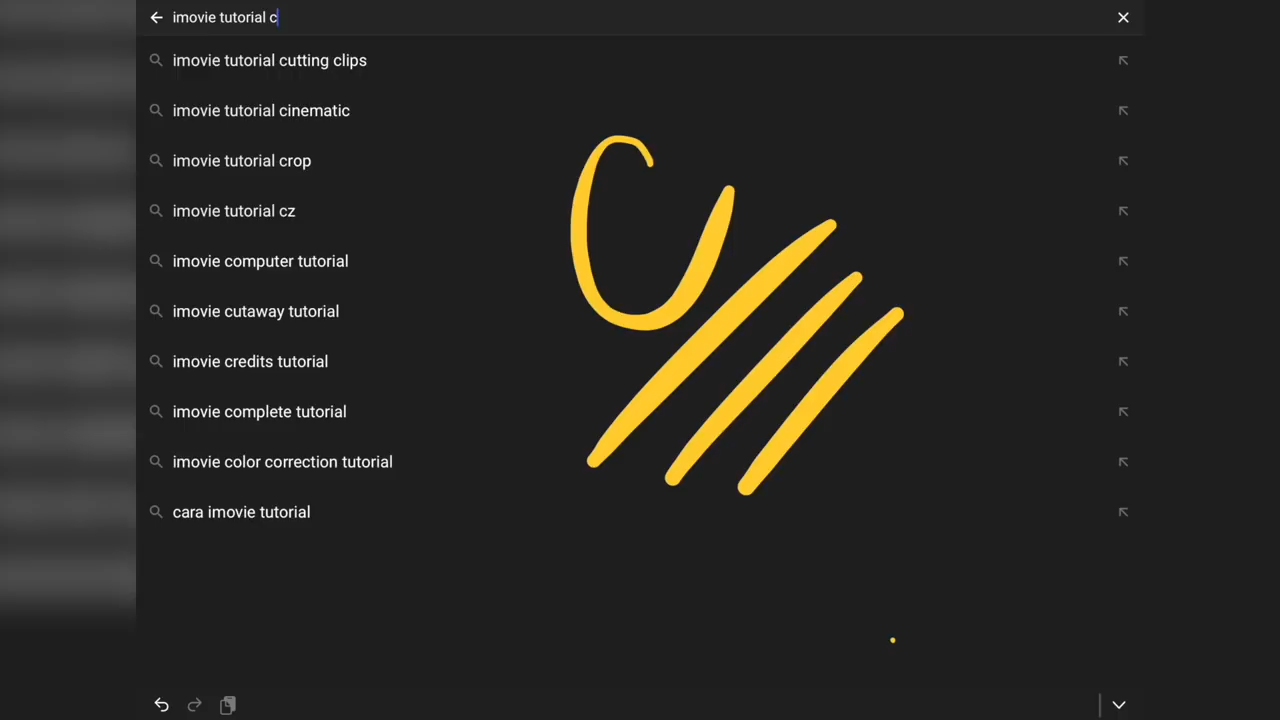 imovie tutorial c
imovie tutorial cutting clips
imovie tutorial cinematic
imovie tutorial crop
imovie tutorial cz
imovie computer tutorial
imovie cutaway tutorial
imovie credits tutorial
imovie complete tutorial
imovie color correction tutorial
cara imovie tutorial